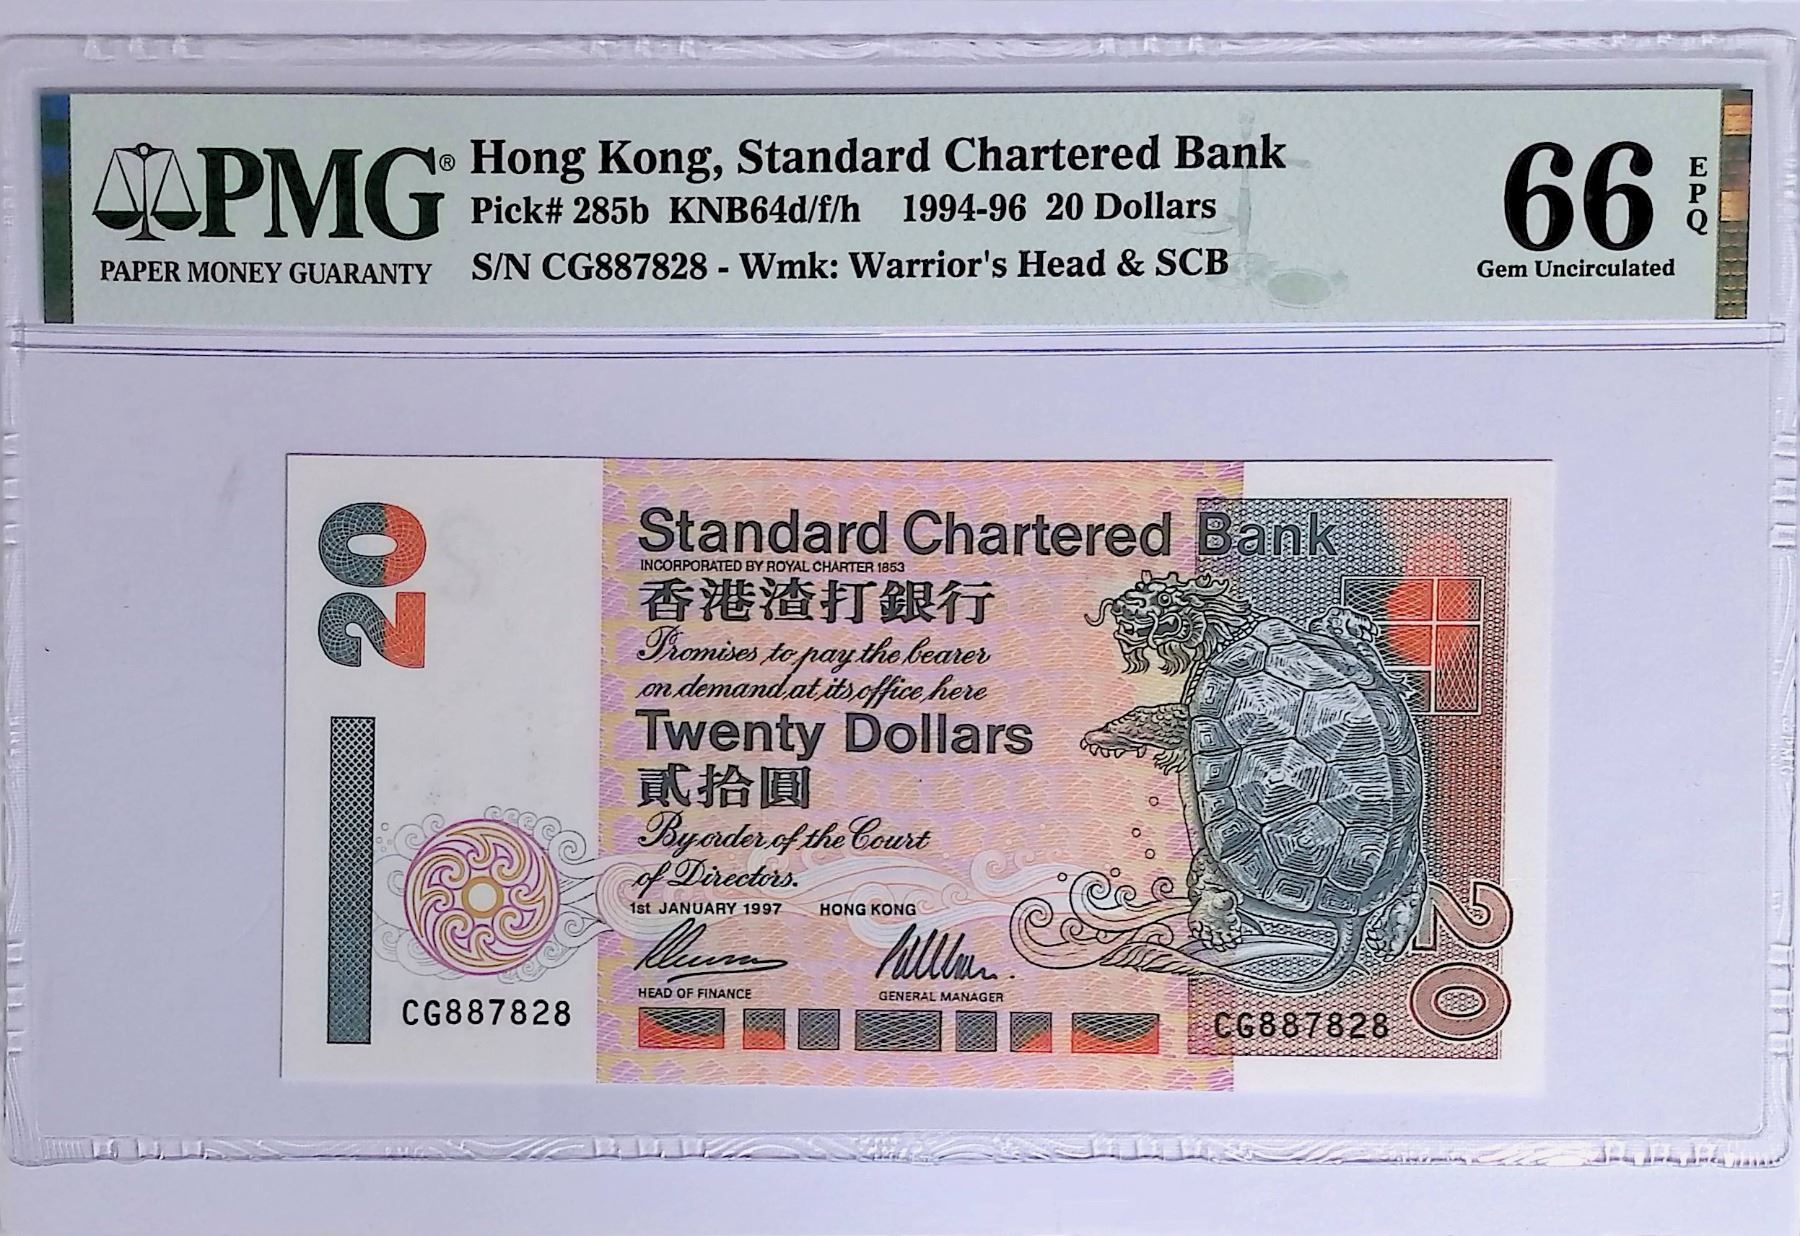 PMG®
PAPER MONEY GUARANTY
Hong Kong, Standard Chartered Bank
Pick# 285b KNB64d/f/h 1994-96 20 Dollars
S/N CG887828 - Wmk: Warrior's Head & SCB
66
EPQ
Gem Uncirculated
20
Standard Chartered Bank
INCORPORATED BY ROYAL CHARTER 1853
香港渣打銀行
Promises to pay the bearer
on demand at its office here
Twenty Dollars
貳拾圓
By order of the Court
of Directors.
1st JANUARY 1997 HONG KONG
HEAD OF FINANCE GENERAL MANAGER
CG887828
CG887828
20